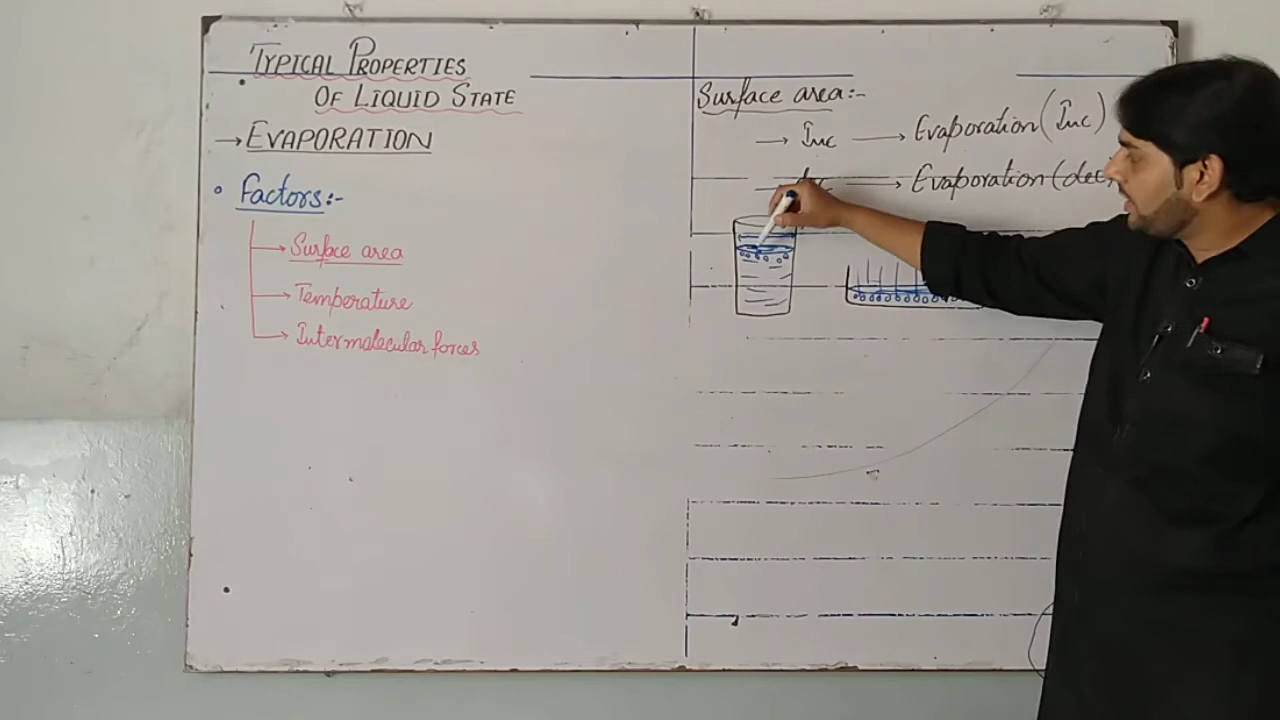 TYPICAL PROPERTIES
OF LIQUID STATE
→ EVAPORATION
• Factors:-
→ Surface area
→ Temperature
→ Intermolecular forces
Surface area:-
→ Inc → Evaporation (Inc)
→ → Evaporation (dec